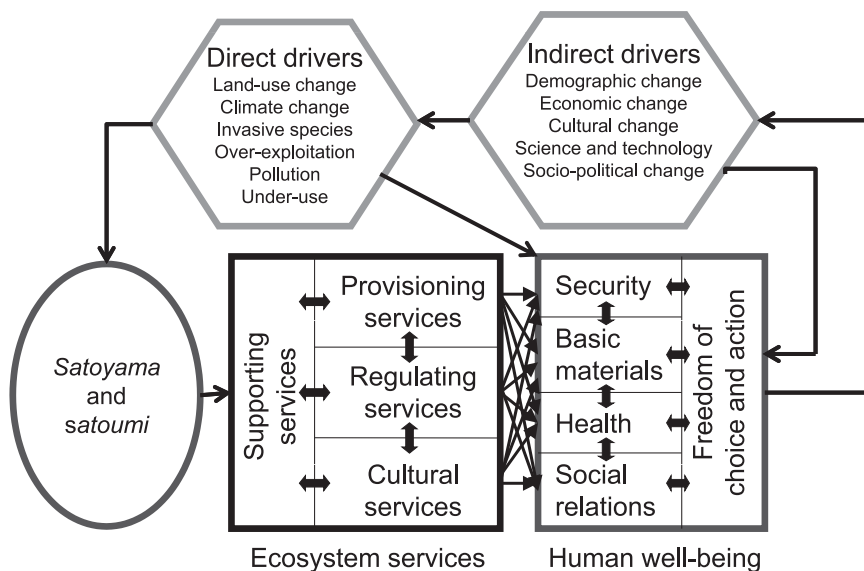 Direct drivers
Land-use change
Climate change
Invasive species
Over-exploitation
Pollution
Under-use
Indirect drivers
Demographic change
Economic change
Cultural change
Science and technology
Socio-political change
Satoyama
and
satoumi
Supporting
services
Provisioning
services
Regulating
services
Cultural
services
Security
Basic
materials
Health
Social
relations
Freedom of
choice and action
Ecosystem services
Human well-being